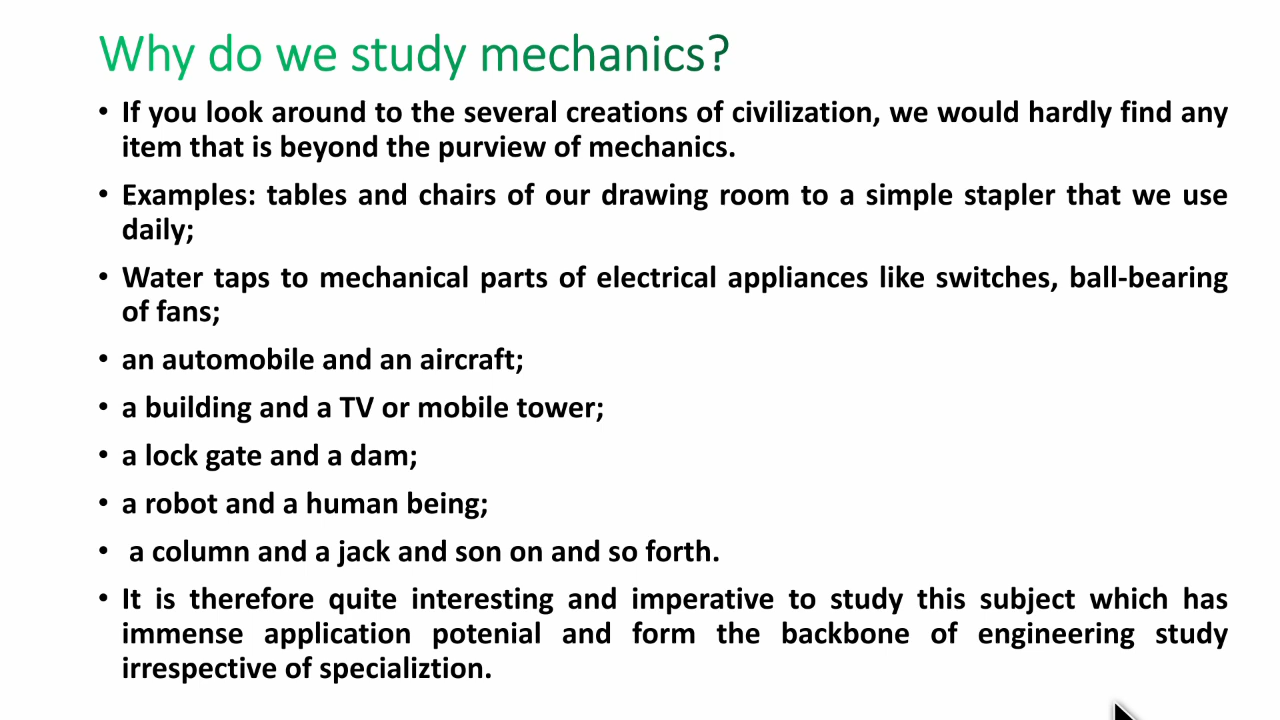 Why do we study mechanics?
• If you look around to the several creations of civilization, we would hardly find any
item that is beyond the purview of mechanics.
• Examples: tables and chairs of our drawing room to a simple stapler that we use
daily;
• Water taps to mechanical parts of electrical appliances like switches, ball-bearing
of fans;
• an automobile and an aircraft;
• a building and a TV or mobile tower;
• a lock gate and a dam;
• a robot and a human being;
• a column and a jack and son on and so forth.
• It is therefore quite interesting and imperative to study this subject which has
immense application potenial and form the backbone of engineering study
irrespective of specializtion.